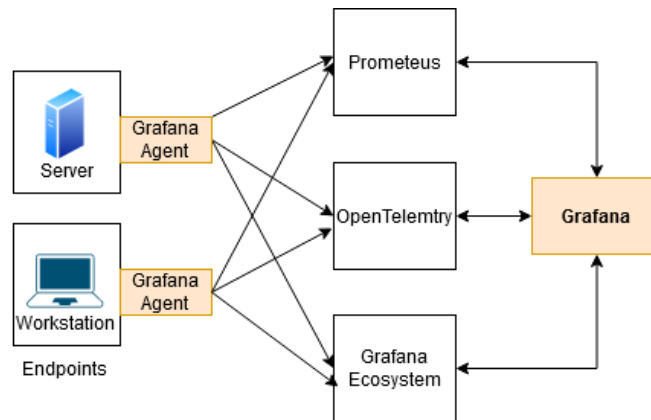 Prometeus
Grafana
Agent
Server
OpenTelemtry
Grafana
Grafana
Agent
Workstation
Endpoints
Grafana
Ecosystem